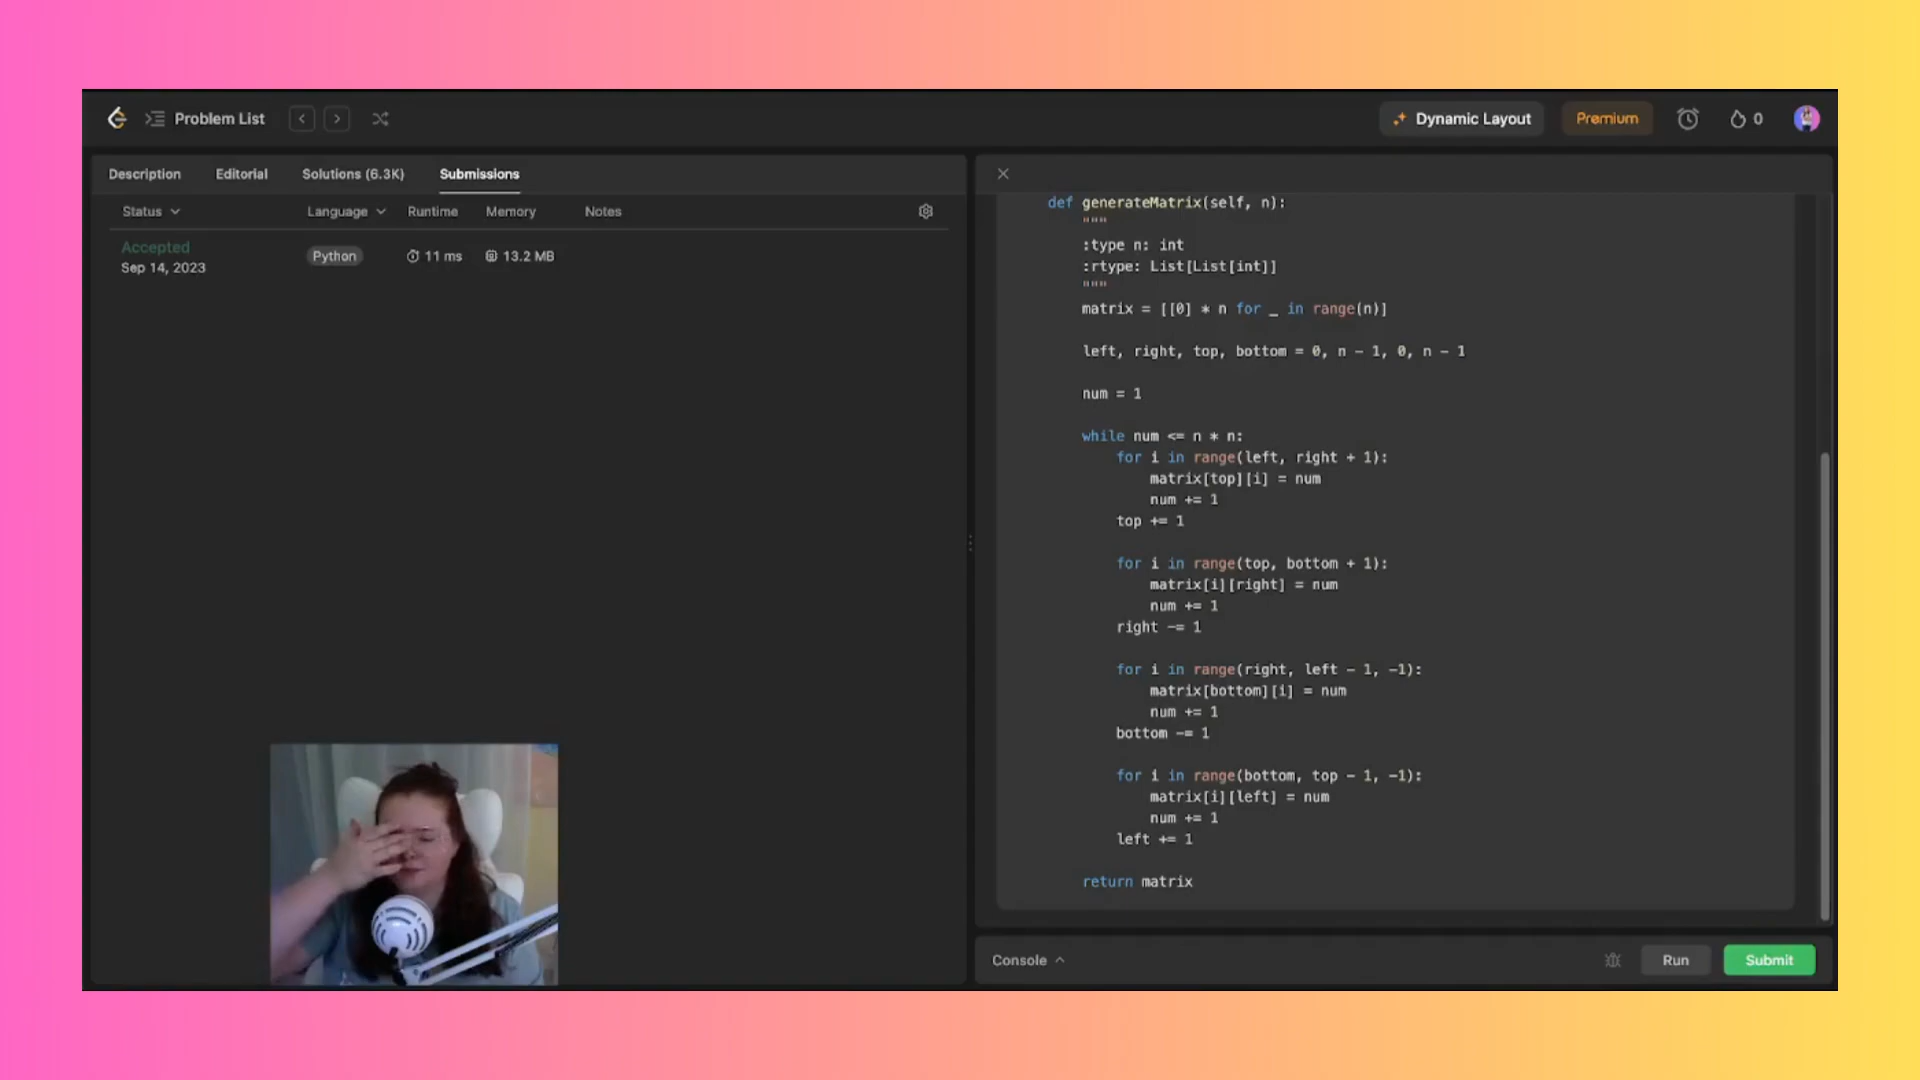 Problem List
Dynamic Layout
Premium
0
Description
Editorial
Solutions (6.3K)
Submissions
Status
Language
Runtime
Memory
Notes
Accepted
Sep 14, 2023
Python
11 ms
13.2 MB
def generateMatrix(self, n):
"""
:type n: int
:rtype: List[List[int]]
"""
matrix = [[0] * n for _ in range(n)]
left, right, top, bottom = 0, n - 1, 0, n - 1
num = 1
while num <= n * n:
for i in range(left, right + 1):
matrix[top][i] = num
num += 1
top += 1
for i in range(top, bottom + 1):
matrix[i][right] = num
num += 1
right -= 1
for i in range(right, left - 1, -1):
matrix[bottom][i] = num
num += 1
bottom -= 1
for i in range(bottom, top - 1, -1):
matrix[i][left] = num
num += 1
left += 1
return matrix
Console
Run
Submit